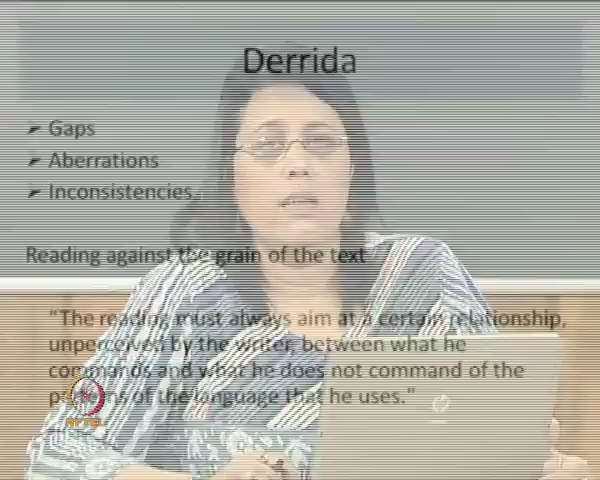 Derrida
➢ Gaps
➢ Aberrations
➢ Inconsistencies
Reading against the grain of the text
“The reading must always aim at a certain relationship,
unperceived by the writer, between what he
commands and what he does not command of the
patterns of the language that he uses.”
NPTEL
hp